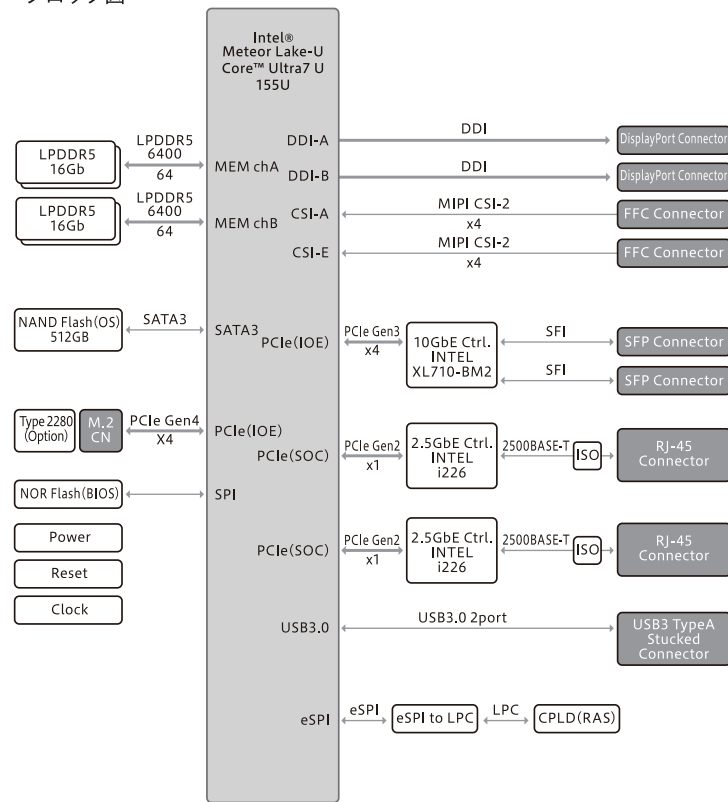 ブロック図
Intel®
Meteor Lake-U
Core™ Ultra7 U
155U
LPDDR5
16Gb
LPDDR5
6400
64
MEM chA
LPDDR5
16Gb
LPDDR5
6400
64
MEM chB
DDI-A
DDI
DisplayPort Connector
DDI-B
DDI
DisplayPort Connector
CSI-A
MIPI CSI-2
x4
FFC Connector
CSI-E
MIPI CSI-2
x4
FFC Connector
NAND Flash(OS)
512GB
SATA3
SATA3
PCIe(IOE)
PCIe Gen3
x4
10GbE Ctrl.
INTEL
XL710-BM2
SFI
SFP Connector
SFI
SFP Connector
Type 2280
(Option)
M.2
CN
PCIe Gen4
X4
PCIe(IOE)
PCIe(SOC)
PCIe Gen2
x1
2.5GbE Ctrl.
INTEL
i226
2500BASE-T
ISO
RJ-45
Connector
NOR Flash(BIOS)
SPI
Power
Reset
Clock
PCIe(SOC)
PCIe Gen2
x1
2.5GbE Ctrl.
INTEL
i226
2500BASE-T
ISO
RJ-45
Connector
USB3.0
USB3.0 2port
USB3 TypeA
Stucked
Connector
eSPI
eSPI
eSPI to LPC
LPC
CPLD(RAS)